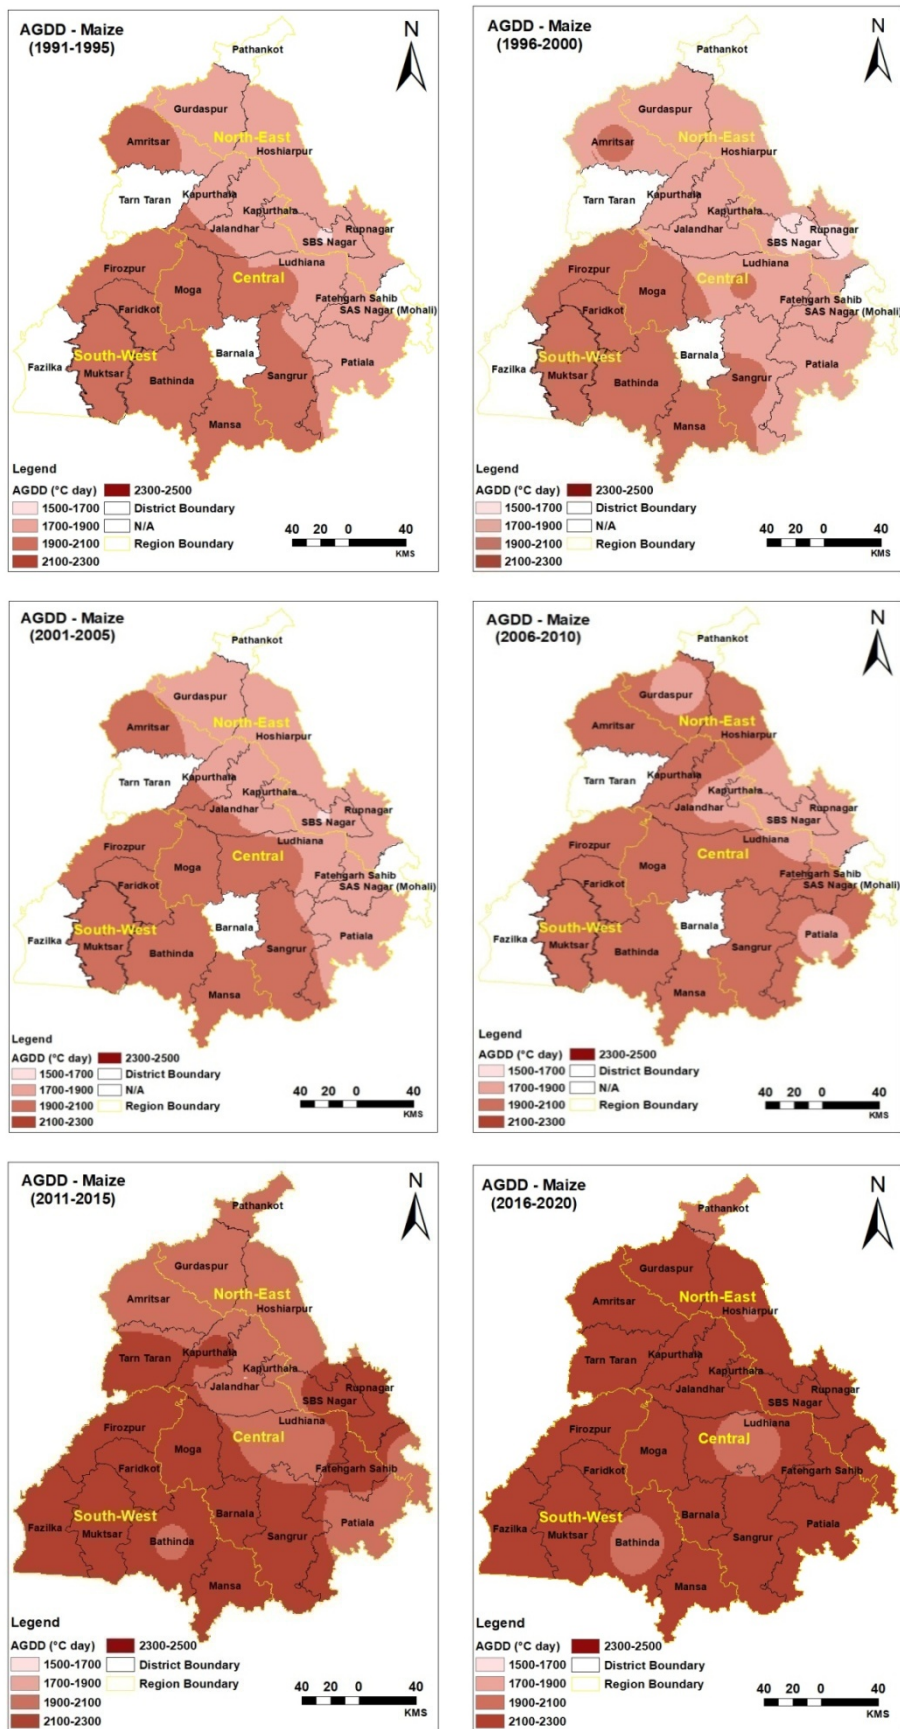 AGDD - Maize
(1991-1995)
N
Pathankot
Gurdaspur
North-East
Amritsar
Hoshiarpur
Tarn Taran
Kapurthala
Kapurthala
Jalandhar
Rupnagar
SBS Nagar
Ludhiana
Firozpur
Central
Moga
Faridkot
Fatehgarh Sahib
SAS Nagar (Mohali)
South-West
Barnala
Fazilka
Muktsar
Bathinda
Sangrur
Patiala
Mansa
Legend
AGDD (°C day)
2300-2500
1500-1700
District Boundary
1700-1900
N/A
1900-2100
Region Boundary
2100-2300
40 20 0 40
KMS
AGDD - Maize
(1996-2000)
N
Pathankot
Gurdaspur
North-East
Amritsar
Hoshiarpur
Tarn Taran
Kapurthala
Kapurthala
Jalandhar
Rupnagar
SBS Nagar
Ludhiana
Firozpur
Central
Moga
Faridkot
Fatehgarh Sahib
SAS Nagar (Mohali)
South-West
Barnala
Fazilka
Muktsar
Bathinda
Sangrur
Patiala
Mansa
Legend
AGDD (°C day)
2300-2500
1500-1700
District Boundary
1700-1900
N/A
1900-2100
Region Boundary
2100-2300
40 20 0 40
KMS
AGDD - Maize
(2001-2005)
N
Pathankot
Gurdaspur
North-East
Amritsar
Hoshiarpur
Tarn Taran
Kapurthala
Kapurthala
Jalandhar
Rupnagar
SBS Nagar
Ludhiana
Firozpur
Central
Moga
Faridkot
Fatehgarh Sahib
SAS Nagar (Mohali)
South-West
Barnala
Fazilka
Muktsar
Bathinda
Sangrur
Patiala
Mansa
Legend
AGDD (°C day)
2300-2500
1500-1700
District Boundary
1700-1900
N/A
1900-2100
Region Boundary
2100-2300
40 20 0 40
KMS
AGDD - Maize
(2006-2010)
N
Pathankot
Gurdaspur
North-East
Amritsar
Hoshiarpur
Tarn Taran
Kapurthala
Kapurthala
Jalandhar
Rupnagar
SBS Nagar
Ludhiana
Firozpur
Central
Moga
Faridkot
Fatehgarh Sahib
SAS Nagar (Mohali)
South-West
Barnala
Fazilka
Muktsar
Bathinda
Sangrur
Patiala
Mansa
Legend
AGDD (°C day)
2300-2500
1500-1700
District Boundary
1700-1900
N/A
1900-2100
Region Boundary
2100-2300
40 20 0 40
KMS
AGDD - Maize
(2011-2015)
N
Pathankot
Gurdaspur
North-East
Amritsar
Hoshiarpur
Tarn Taran
Kapurthala
Kapurthala
Jalandhar
Rupnagar
SBS Nagar
Ludhiana
Firozpur
Central
Moga
Faridkot
Fatehgarh Sahib
South-West
Barnala
Fazilka
Muktsar
Bathinda
Sangrur
Patiala
Mansa
Legend
AGDD (°C day)
2300-2500
1500-1700
District Boundary
1700-1900
Region Boundary
1900-2100
2100-2300
40 20 0 40
KMS
AGDD - Maize
(2016-2020)
N
Pathankot
Gurdaspur
North-East
Amritsar
Hoshiarpur
Tarn Taran
Kapurthala
Kapurthala
Jalandhar
Rupnagar
SBS Nagar
Ludhiana
Firozpur
Central
Moga
Faridkot
Fatehgarh Sahib
South-West
Barnala
Fazilka
Muktsar
Bathinda
Sangrur
Patiala
Mansa
Legend
AGDD (°C day)
2300-2500
1500-1700
District Boundary
1700-1900
Region Boundary
1900-2100
2100-2300
40 20 0 40
KMS